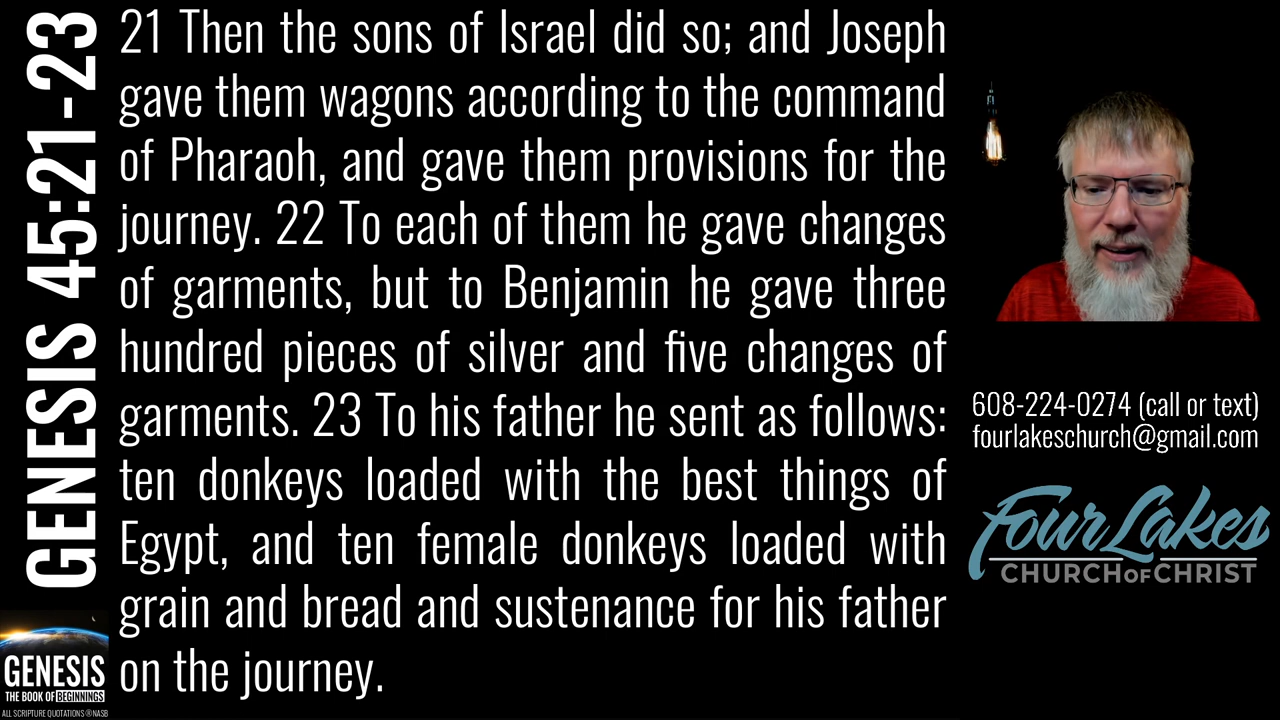 GENESIS 45:21-23
21 Then the sons of Israel did so; and Joseph
gave them wagons according to the command
of Pharaoh, and gave them provisions for the
journey. 22 To each of them he gave changes
of garments, but to Benjamin he gave three
hundred pieces of silver and five changes of
garments. 23 To his father he sent as follows:
ten donkeys loaded with the best things of
Egypt, and ten female donkeys loaded with
grain and bread and sustenance for his father
on the journey.
GENESIS
THE BOOK OF BEGINNINGS
ALL SCRIPTURE QUOTATIONS ® NASB
608-224-0274 (call or text)
fourlakeschurch@gmail.com
Four Lakes
CHURCH OF CHRIST